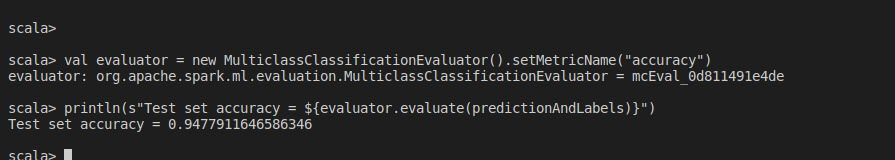 scala>
scala> val evaluator = new MulticlassClassificationEvaluator().setMetricName("accuracy")
evaluator: org.apache.spark.ml.evaluation.MulticlassClassificationEvaluator = mcEval_0d811491e4de
scala> println(s"Test set accuracy = ${evaluator.evaluate(predictionAndLabels)}")
Test set accuracy = 0.9477911646586346
scala>